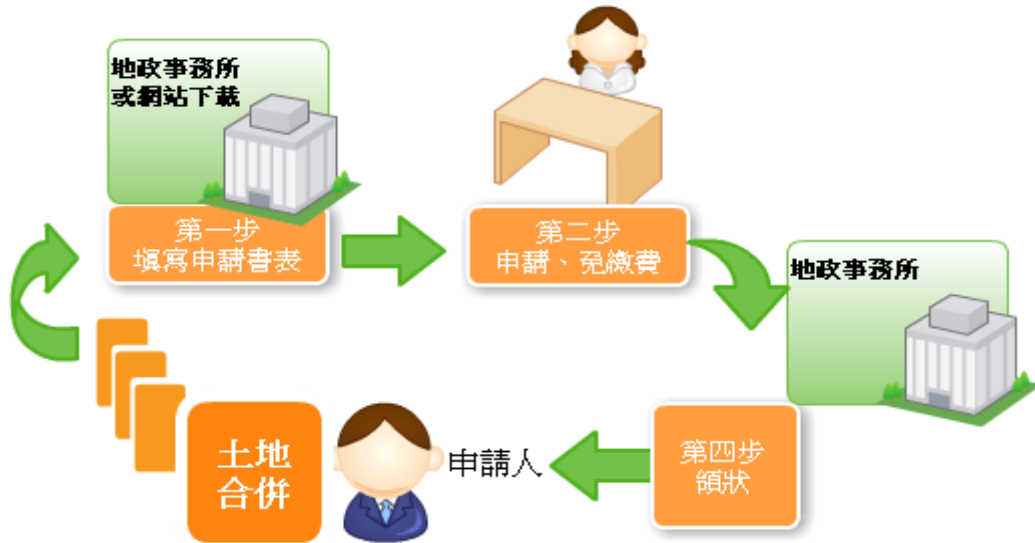 地政事務所
或網站下載
第一步
填寫申請書表
第二步
申請、免繳費
地政事務所
第四步
領狀
申請人
土地
合併